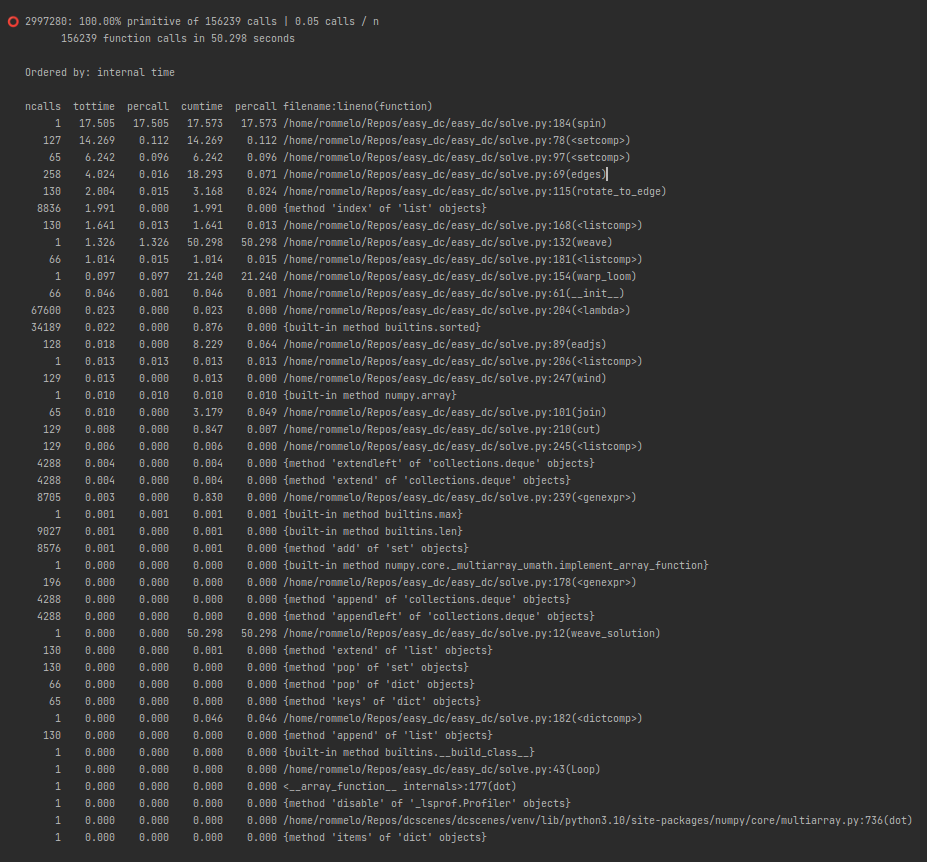 2997280: 100.00% primitive of 156239 calls | 0.05 calls / n
156239 function calls in 50.298 seconds
Ordered by: internal time
ncalls tottime percall cumtime percall filename:lineno(function)
1 17.505 17.505 17.573 17.573 /home/rommelo/Repos/easy_dc/easy_dc/solve.py:184(spin)
127 14.269 0.112 14.269 0.112 /home/rommelo/Repos/easy_dc/easy_dc/solve.py:78(<setcomp>)
65 6.242 0.096 6.242 0.096 /home/rommelo/Repos/easy_dc/easy_dc/solve.py:97(<setcomp>)
258 4.024 0.016 18.293 0.071 /home/rommelo/Repos/easy_dc/easy_dc/solve.py:69(edges)
130 2.004 0.015 3.168 0.024 /home/rommelo/Repos/easy_dc/easy_dc/solve.py:115(rotate_to_edge)
8836 1.991 0.000 1.991 0.000 {method 'index' of 'list' objects}
130 1.641 0.013 1.641 0.013 /home/rommelo/Repos/easy_dc/easy_dc/solve.py:168(<listcomp>)
1 1.326 1.326 50.298 50.298 /home/rommelo/Repos/easy_dc/easy_dc/solve.py:132(weave)
66 1.014 0.015 1.014 0.015 /home/rommelo/Repos/easy_dc/easy_dc/solve.py:181(<listcomp>)
1 0.097 0.097 21.240 21.240 /home/rommelo/Repos/easy_dc/easy_dc/solve.py:154(warp_loom)
66 0.046 0.001 0.046 0.001 /home/rommelo/Repos/easy_dc/easy_dc/solve.py:61(__init__)
67600 0.023 0.000 0.023 0.000 /home/rommelo/Repos/easy_dc/easy_dc/solve.py:204(<lambda>)
34189 0.022 0.000 0.876 0.000 {built-in method builtins.sorted}
128 0.018 0.000 8.229 0.064 /home/rommelo/Repos/easy_dc/easy_dc/solve.py:89(eadjs)
1 0.013 0.013 0.013 0.013 /home/rommelo/Repos/easy_dc/easy_dc/solve.py:206(<listcomp>)
129 0.013 0.000 0.013 0.000 /home/rommelo/Repos/easy_dc/easy_dc/solve.py:247(wind)
1 0.010 0.010 0.010 0.010 {built-in method numpy.array}
65 0.010 0.000 3.179 0.049 /home/rommelo/Repos/easy_dc/easy_dc/solve.py:101(join)
129 0.008 0.000 0.847 0.007 /home/rommelo/Repos/easy_dc/easy_dc/solve.py:210(cut)
129 0.006 0.000 0.006 0.000 /home/rommelo/Repos/easy_dc/easy_dc/solve.py:245(<listcomp>)
4288 0.004 0.000 0.004 0.000 {method 'extendleft' of 'collections.deque' objects}
4288 0.004 0.000 0.004 0.000 {method 'extend' of 'collections.deque' objects}
8705 0.003 0.000 0.830 0.000 /home/rommelo/Repos/easy_dc/easy_dc/solve.py:239(<genexpr>)
1 0.001 0.001 0.001 0.001 {built-in method builtins.max}
9027 0.001 0.000 0.001 0.000 {built-in method builtins.len}
8576 0.001 0.000 0.001 0.000 {method 'add' of 'set' objects}
1 0.000 0.000 0.000 0.000 {built-in method numpy.core._multiarray_umath.implement_array_function}
196 0.000 0.000 0.000 0.000 /home/rommelo/Repos/easy_dc/easy_dc/solve.py:178(<genexpr>)
4288 0.000 0.000 0.000 0.000 {method 'append' of 'collections.deque' objects}
4288 0.000 0.000 0.000 0.000 {method 'appendleft' of 'collections.deque' objects}
1 0.000 0.000 50.298 50.298 /home/rommelo/Repos/easy_dc/easy_dc/solve.py:12(weave_solution)
130 0.000 0.000 0.001 0.000 {method 'extend' of 'list' objects}
130 0.000 0.000 0.000 0.000 {method 'pop' of 'set' objects}
66 0.000 0.000 0.000 0.000 {method 'pop' of 'dict' objects}
65 0.000 0.000 0.000 0.000 {method 'keys' of 'dict' objects}
1 0.000 0.000 0.046 0.046 /home/rommelo/Repos/easy_dc/easy_dc/solve.py:182(<dictcomp>)
130 0.000 0.000 0.000 0.000 {method 'append' of 'list' objects}
1 0.000 0.000 0.000 0.000 {built-in method builtins.__build_class__}
1 0.000 0.000 0.000 0.000 /home/rommelo/Repos/easy_dc/easy_dc/solve.py:43(Loop)
1 0.000 0.000 0.000 0.000 <__array_function__ internals>:177(dot)
1 0.000 0.000 0.000 0.000 {method 'disable' of '_lsprof.Profiler' objects}
1 0.000 0.000 0.000 0.000 /home/rommelo/Repos/dcscenes/dcscenes/venv/lib/python3.10/site-packages/numpy/core/multiarray.py:736(dot)
1 0.000 0.000 0.000 0.000 {method 'items' of 'dict' objects}